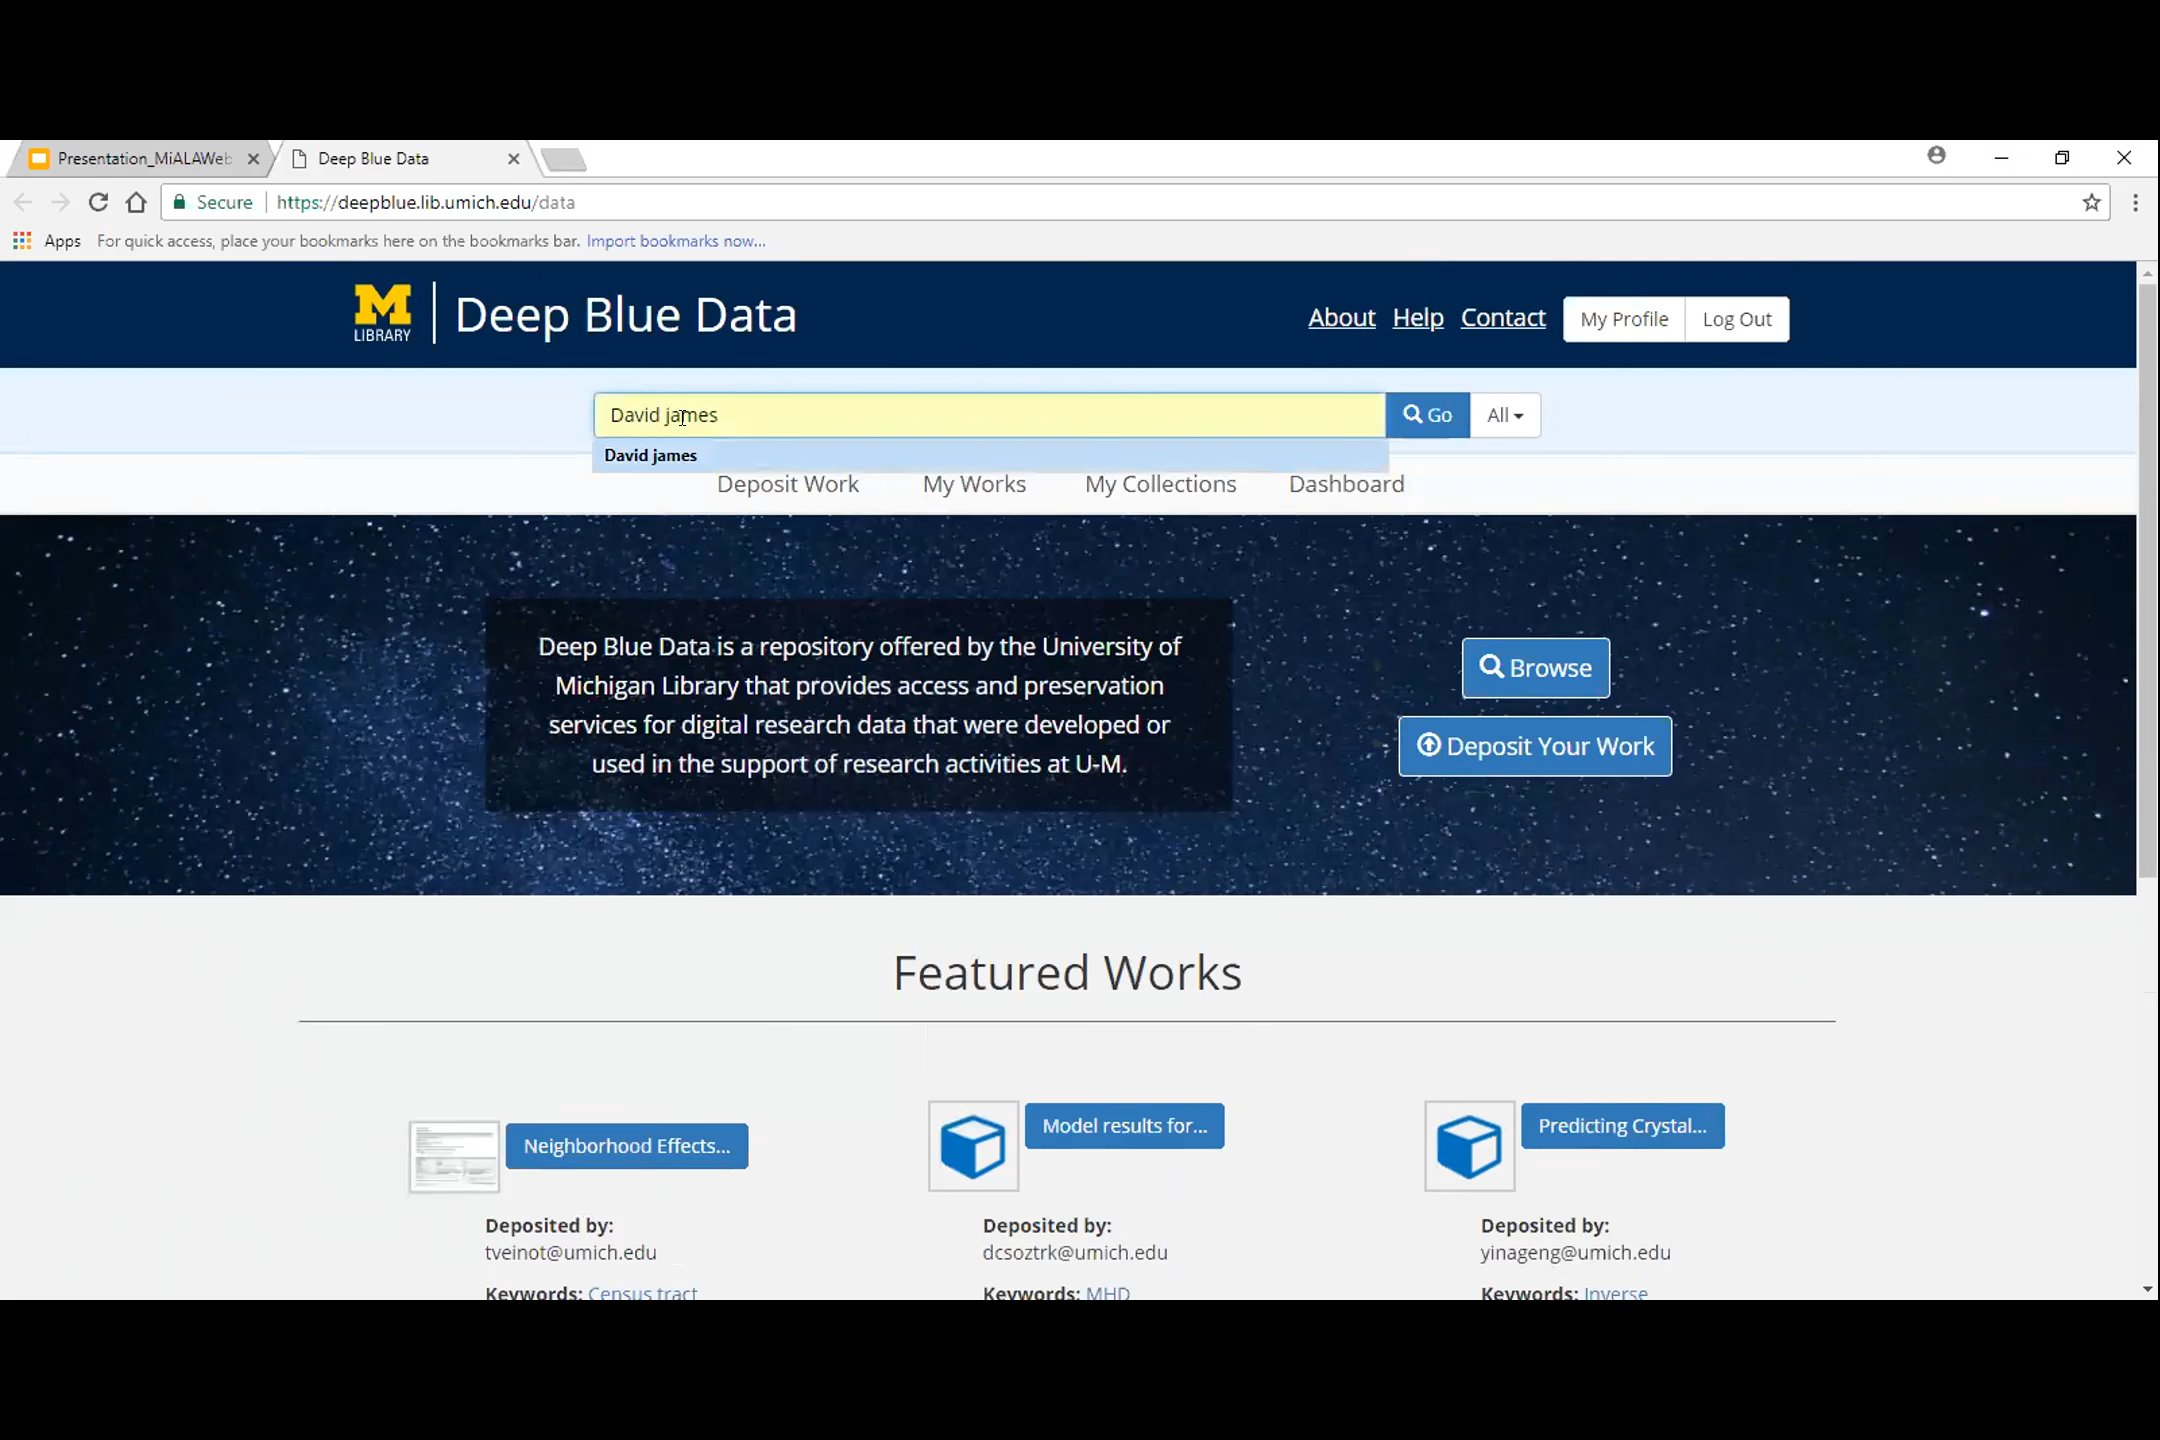 Presentation_MiALAWeb
Deep Blue Data
Secure
https://deepblue.lib.umich.edu/data
Apps
For quick access, place your bookmarks here on the bookmarks bar. Import bookmarks now...
M
LIBRARY
Deep Blue Data
About Help Contact My Profile Log Out
David james
Go
All
David james
Deposit Work My Works My Collections Dashboard
Deep Blue Data is a repository offered by the University of
Michigan Library that provides access and preservation
services for digital research data that were developed or
used in the support of research activities at U-M.
Browse
Deposit Your Work
Featured Works
Neighborhood Effects...
Deposited by:
tveinot@umich.edu
Keywords: Census tract
Model results for...
Deposited by:
dcsoztrk@umich.edu
Keywords: MHD
Predicting Crystal...
Deposited by:
yinageng@umich.edu
Keywords: Inverse